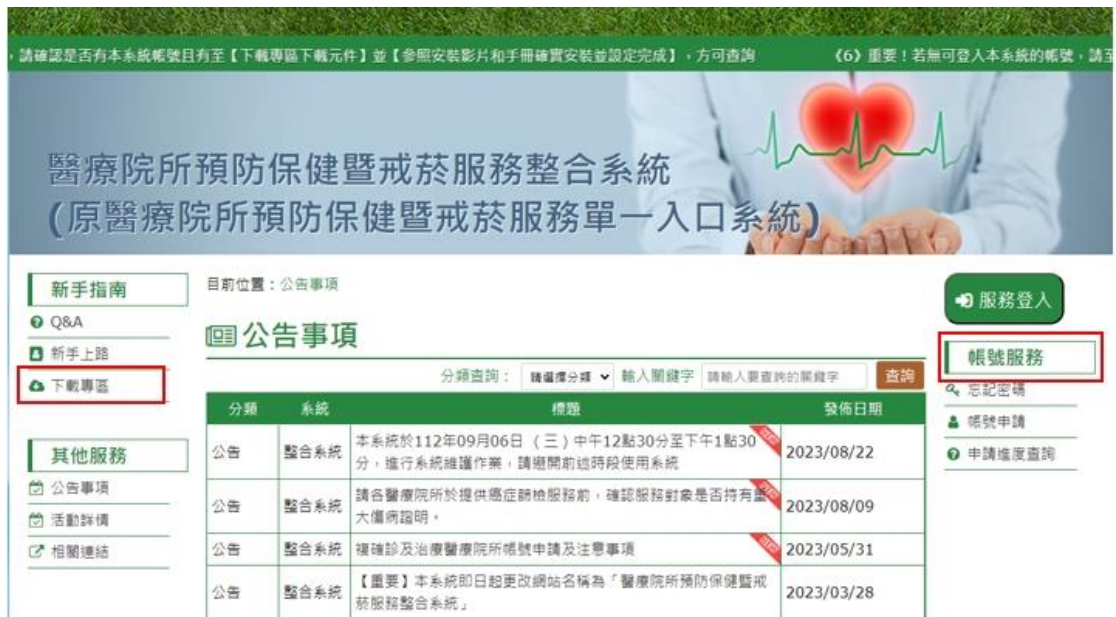 ，請確認是否有本系統帳號且有至【下載專區下載元件】並【參照安裝影片和手冊確實安裝並設定完成】，方可查詢
《6》重要！若無可登入本系統的帳號，請至
醫療院所預防保健暨戒菸服務整合系統
(原醫療院所預防保健暨戒菸服務單一入口系統)
新手指南
Q&A
新手上路
下載專區
其他服務
公告事項
活動詳情
相關連結
目前位置：公告事項
公告事項
分類查詢： 請選擇分類 輸入關鍵字 請輸入要查詢的關鍵字 查詢
分類 系統 標題 發佈日期
公告 整合系統 本系統於112年09月06日 （三）中午12點30分至下午1點30
分，進行系統維護作業，請避開前述時段使用系統 2023/08/22
公告 整合系統 請各醫療院所於提供癌症篩檢服務前，確認服務對象是否持有重
大傷病證明。 2023/08/09
公告 整合系統 複確診及治療醫療院所帳號申請及注意事項 2023/05/31
公告 整合系統 【重要】本系統即日起更改網站名稱為「醫療院所預防保健暨戒
菸服務整合系統」 2023/03/28
服務登入
帳號服務
忘記密碼
帳號申請
申請進度查詢